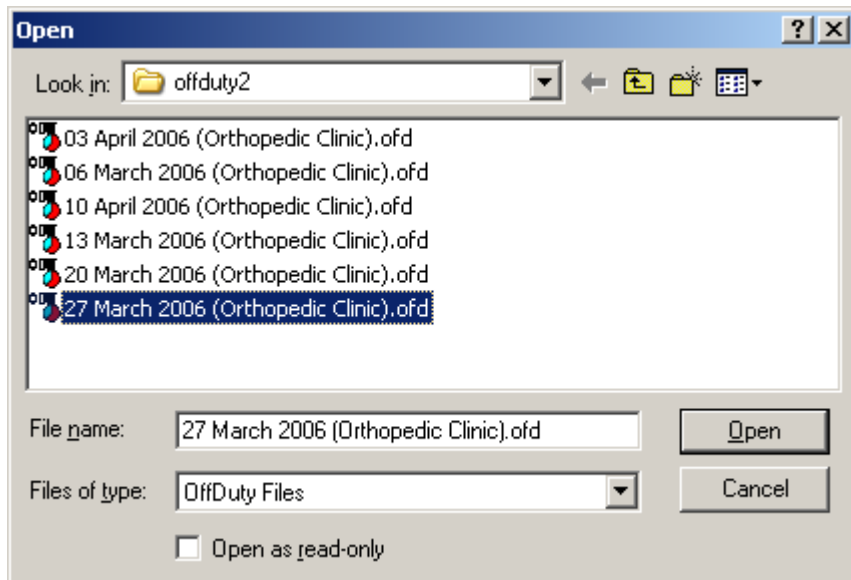 Open
Look in: offduty2
03 April 2006 (Orthopedic Clinic).ofd
06 March 2006 (Orthopedic Clinic).ofd
10 April 2006 (Orthopedic Clinic).ofd
13 March 2006 (Orthopedic Clinic).ofd
20 March 2006 (Orthopedic Clinic).ofd
27 March 2006 (Orthopedic Clinic).ofd
File name: 27 March 2006 (Orthopedic Clinic).ofd Open
Files of type: OffDuty Files Cancel
Open as read-only